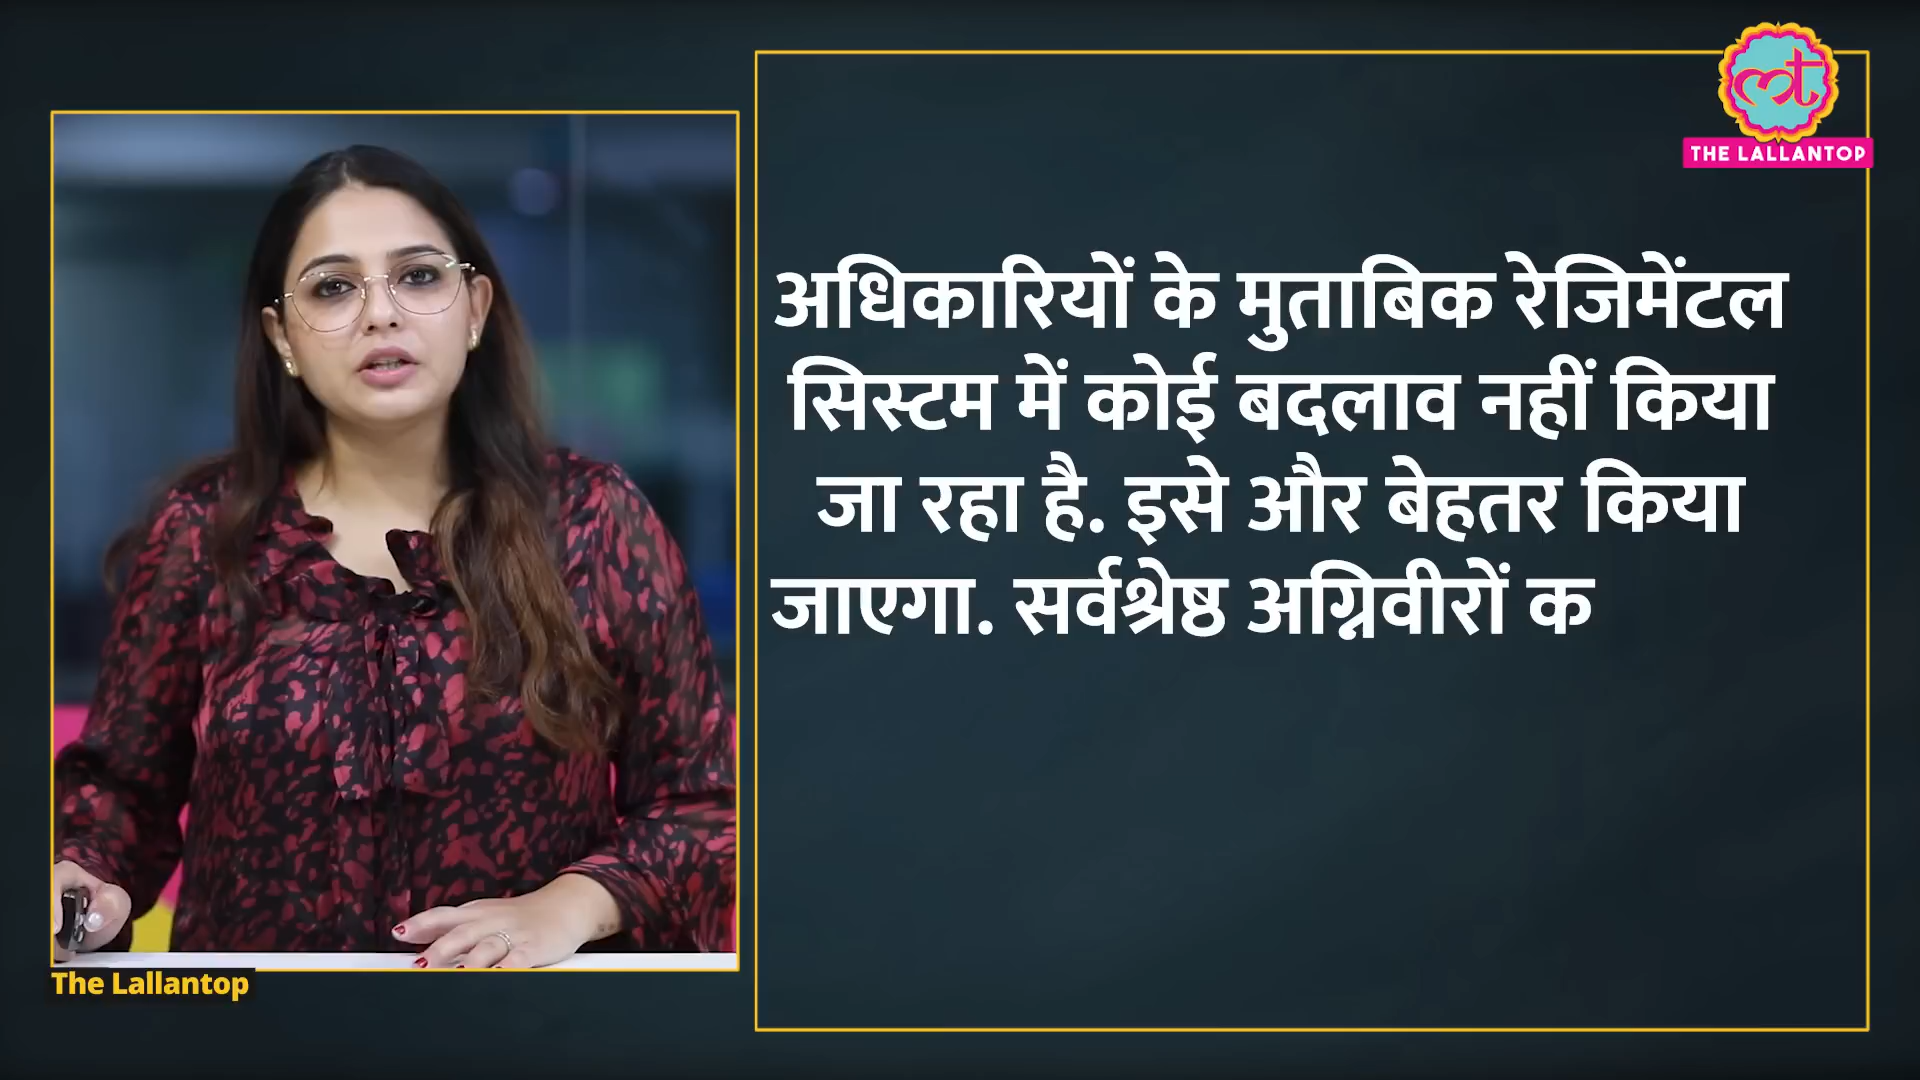 THE LALLANTOP
अधिकारियों के मुताबिक रेजिमेंटल
सिस्टम में कोई बदलाव नहीं किया
जा रहा है. इसे और बेहतर किया
जाएगा. सर्वश्रेष्ठ अग्निवीरों क
The Lallantop